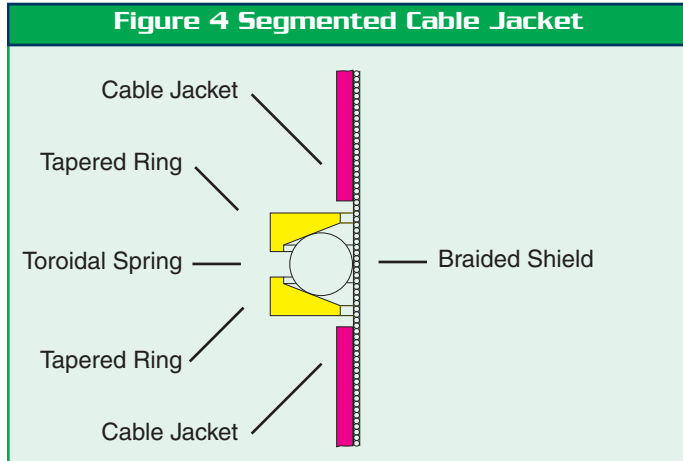 Figure 4 Segmented Cable Jacket
Cable Jacket
Tapered Ring
Toroidal Spring
Braided Shield
Tapered Ring
Cable Jacket